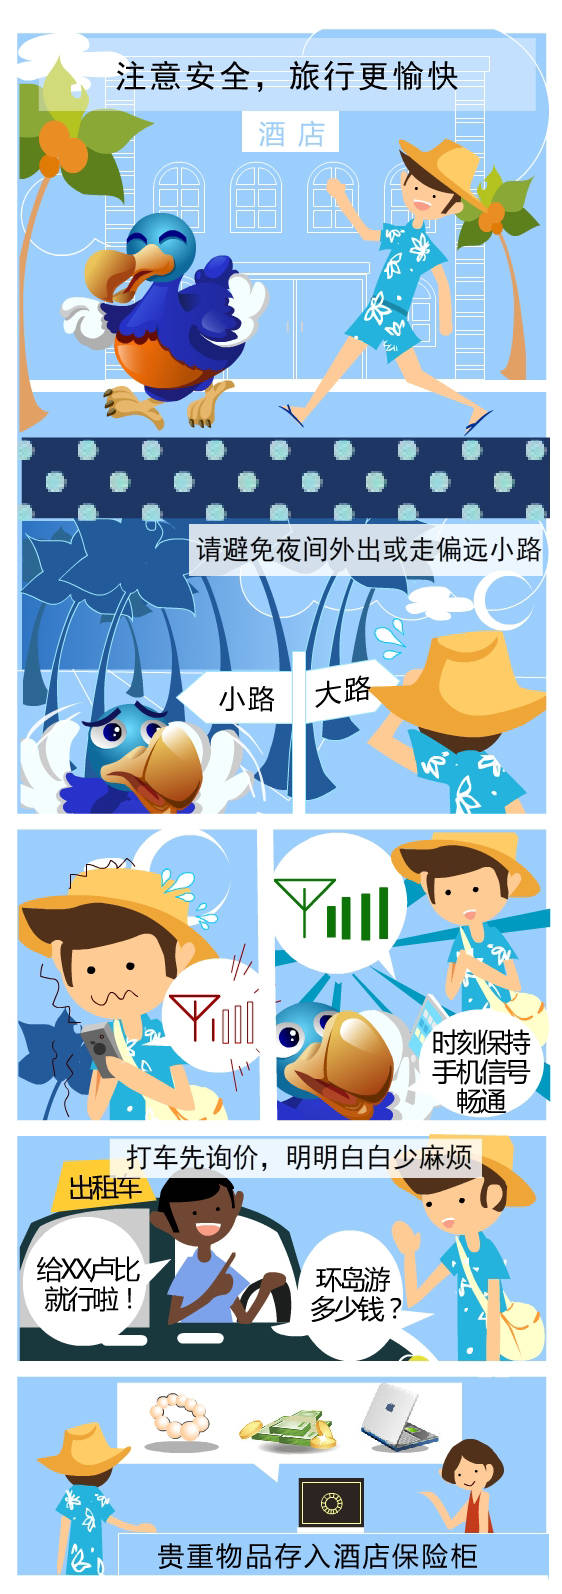 注意安全，旅行更愉快
酒店
请避免夜间外出或走偏远小路
小路
大路
时刻保持
手机信号
畅通
打车先询价，明明白白少麻烦
出租车
给XX卢比
就行啦！
环岛游
多少钱？
贵重物品存入酒店保险柜